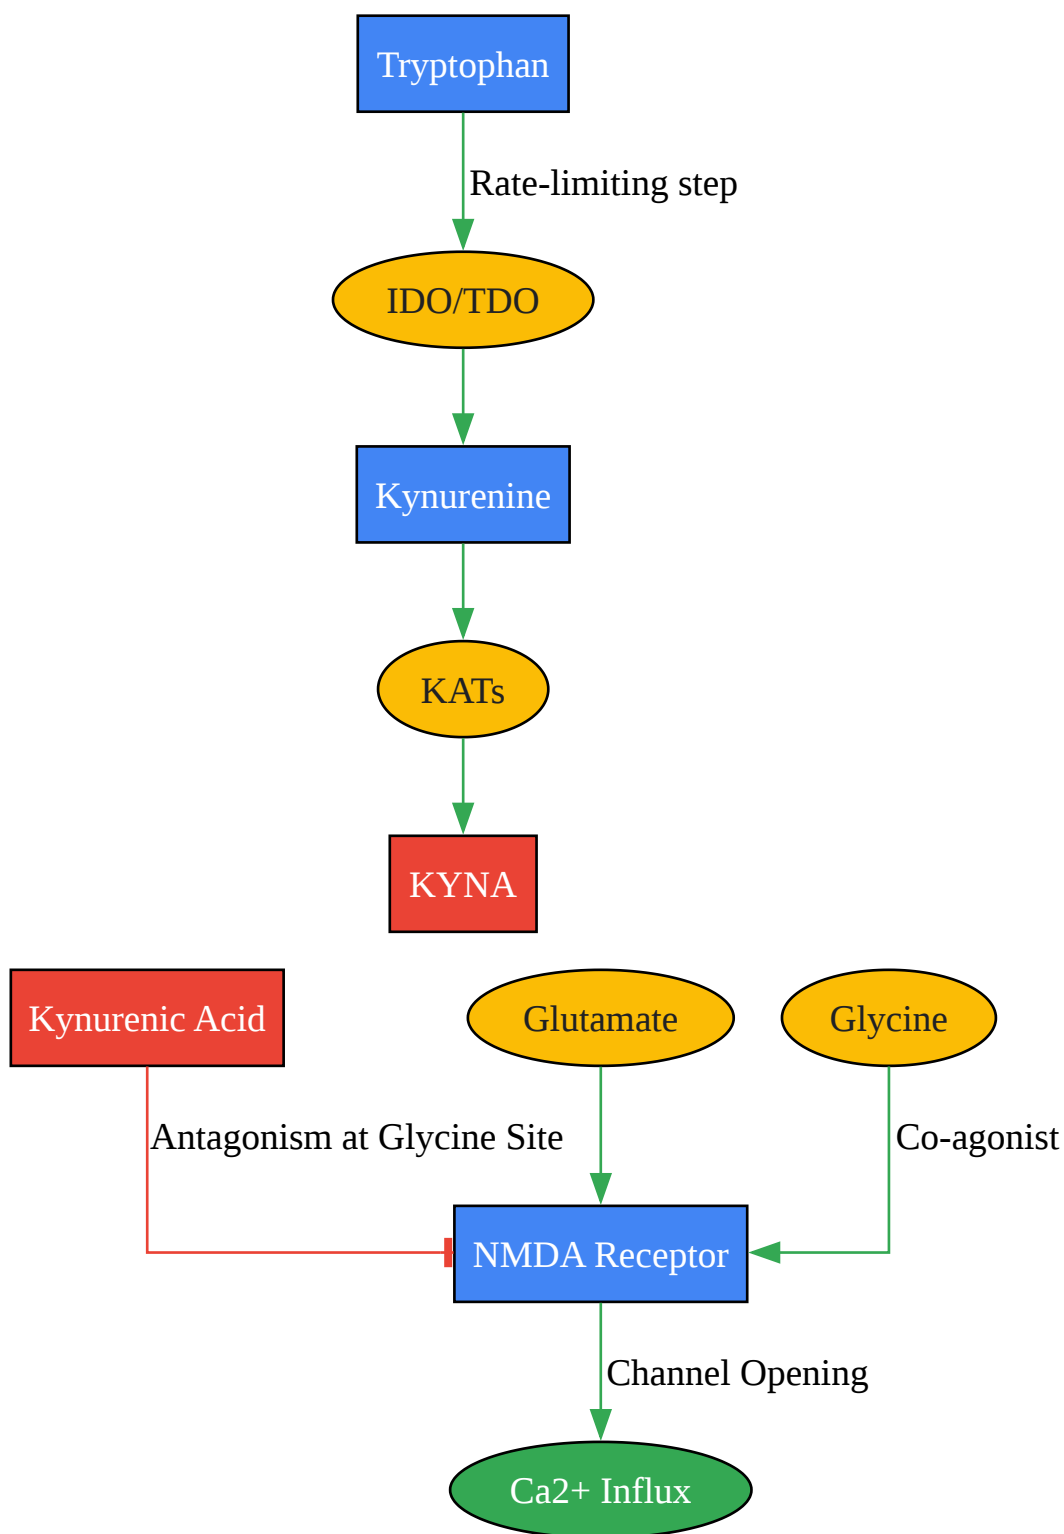 Tryptophan
Rate-limiting step
IDO/TDO
Kynurenine
KATs
KYNA
Kynurenic Acid
Glutamate
Glycine
Antagonism at Glycine Site
Co-agonist
NMDA Receptor
Channel Opening
Ca2+ Influx